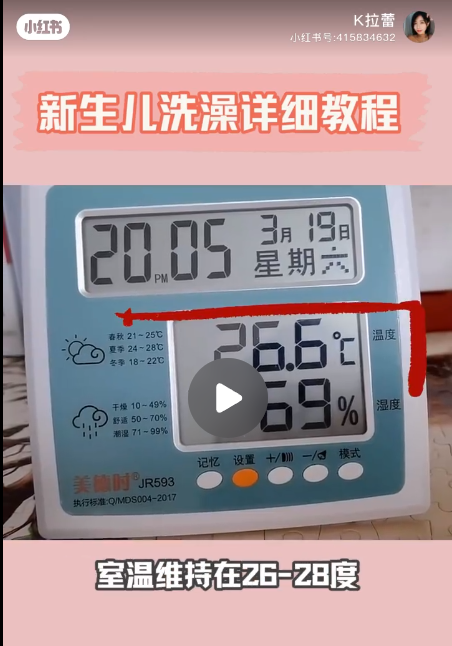 小红书
K拉蕾
小红书号:415834632
新生儿洗澡详细教程
20:05
PM
3月19日
星期六
春秋 21~25℃
夏季 24~28℃
冬季 18~22℃
26.6℃
温度
干燥 10~49%
舒适 50~70%
潮湿 71~99%
69%
湿度
记忆 设置 +/ —/ 模式
美德时® JR593
执行标准:Q/MDS004-2017
室温维持在26-28度